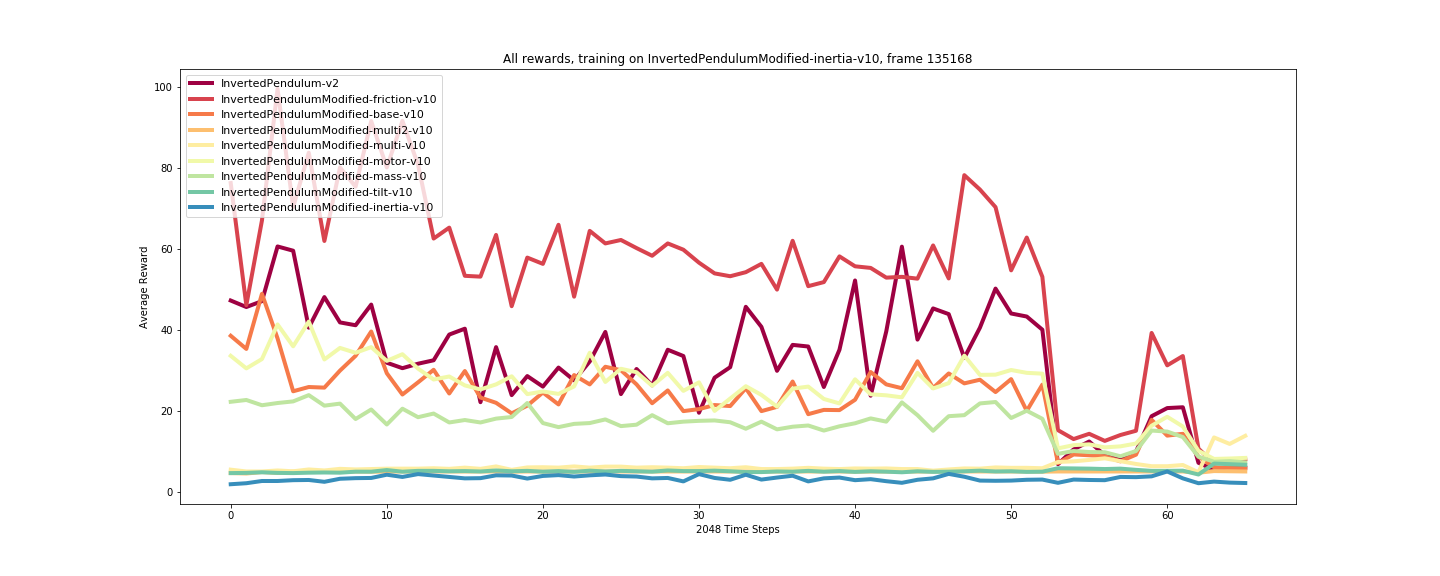 All rewards, training on InvertedPendulumModified-inertia-v10, frame 135168
InvertedPendulum-v2
InvertedPendulumModified-friction-v10
InvertedPendulumModified-base-v10
InvertedPendulumModified-multi2-v10
InvertedPendulumModified-multi-v10
InvertedPendulumModified-motor-v10
InvertedPendulumModified-mass-v10
InvertedPendulumModified-tilt-v10
InvertedPendulumModified-inertia-v10
Average Reward
100
80
60
40
20
0
0 10 20 30 40 50 60
2048 Time Steps